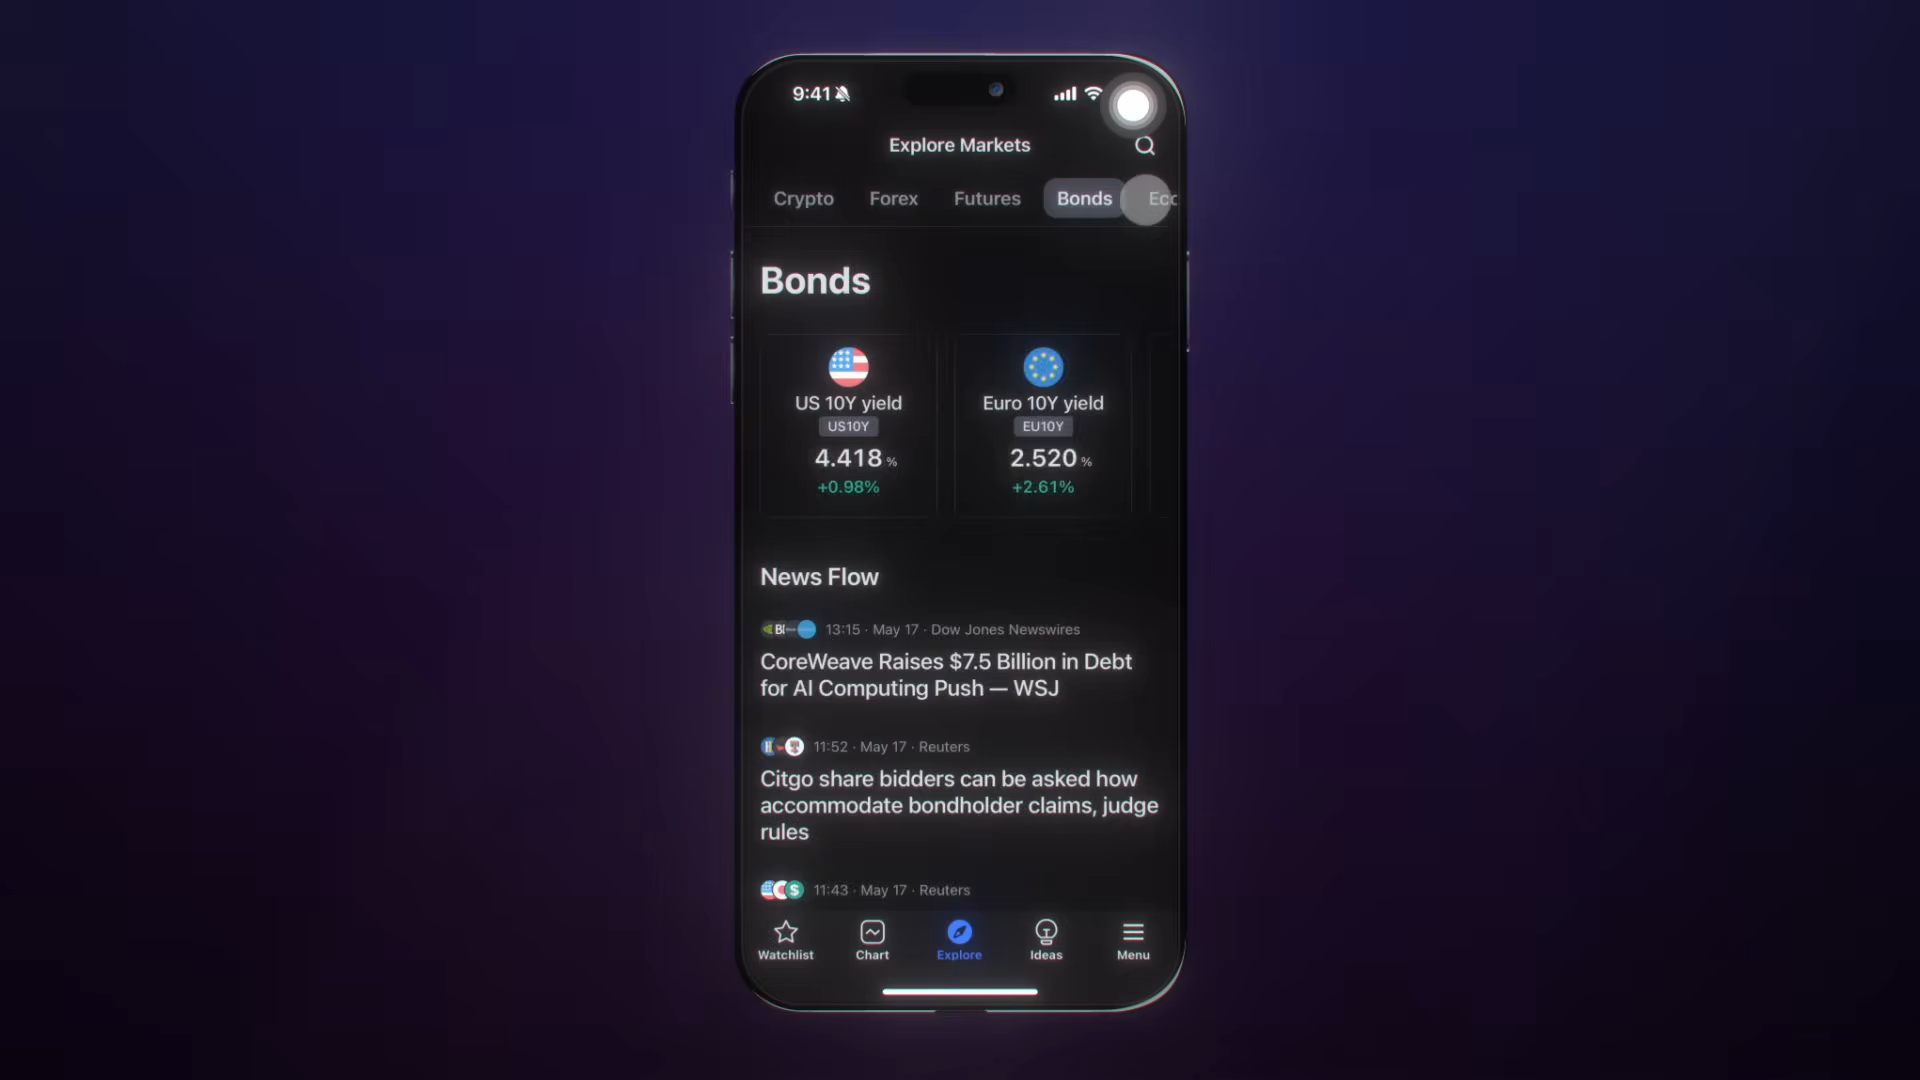 9:41
Explore Markets
Crypto Forex Futures Bonds Ecc
Bonds
US 10Y yield
US10Y
4.418 %
+0.98%
Euro 10Y yield
EU10Y
2.520 %
+2.61%
News Flow
13:15 · May 17 · Dow Jones Newswires
CoreWeave Raises $7.5 Billion in Debt
for AI Computing Push — WSJ
11:52 · May 17 · Reuters
Citgo share bidders can be asked how
accommodate bondholder claims, judge
rules
11:43 · May 17 · Reuters
Watchlist Chart Explore Ideas Menu